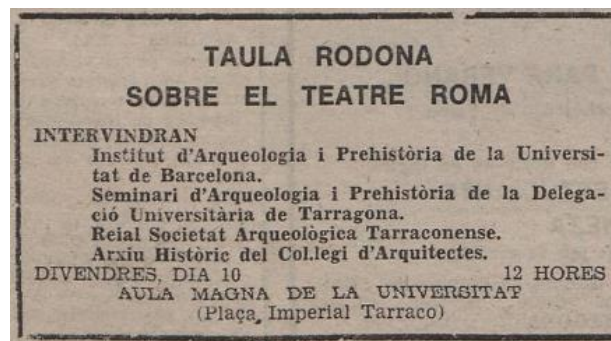 TAULA RODONA
SOBRE EL TEATRE ROMA
INTERVINDRAN
Institut d'Arqueologia i Prehistòria de la Universi-
tat de Barcelona.
Seminari d'Arqueologia i Prehistòria de la Delega-
ció Universitària de Tarragona.
Reial Societat Arqueològica Tarraconense.
Arxiu Històric del Col.legi d'Arquitectes.
DIVENDRES, DIA 10 12 HORES
AULA MAGNA DE LA UNIVERSITAT
(Plaça Imperial Tarraco)